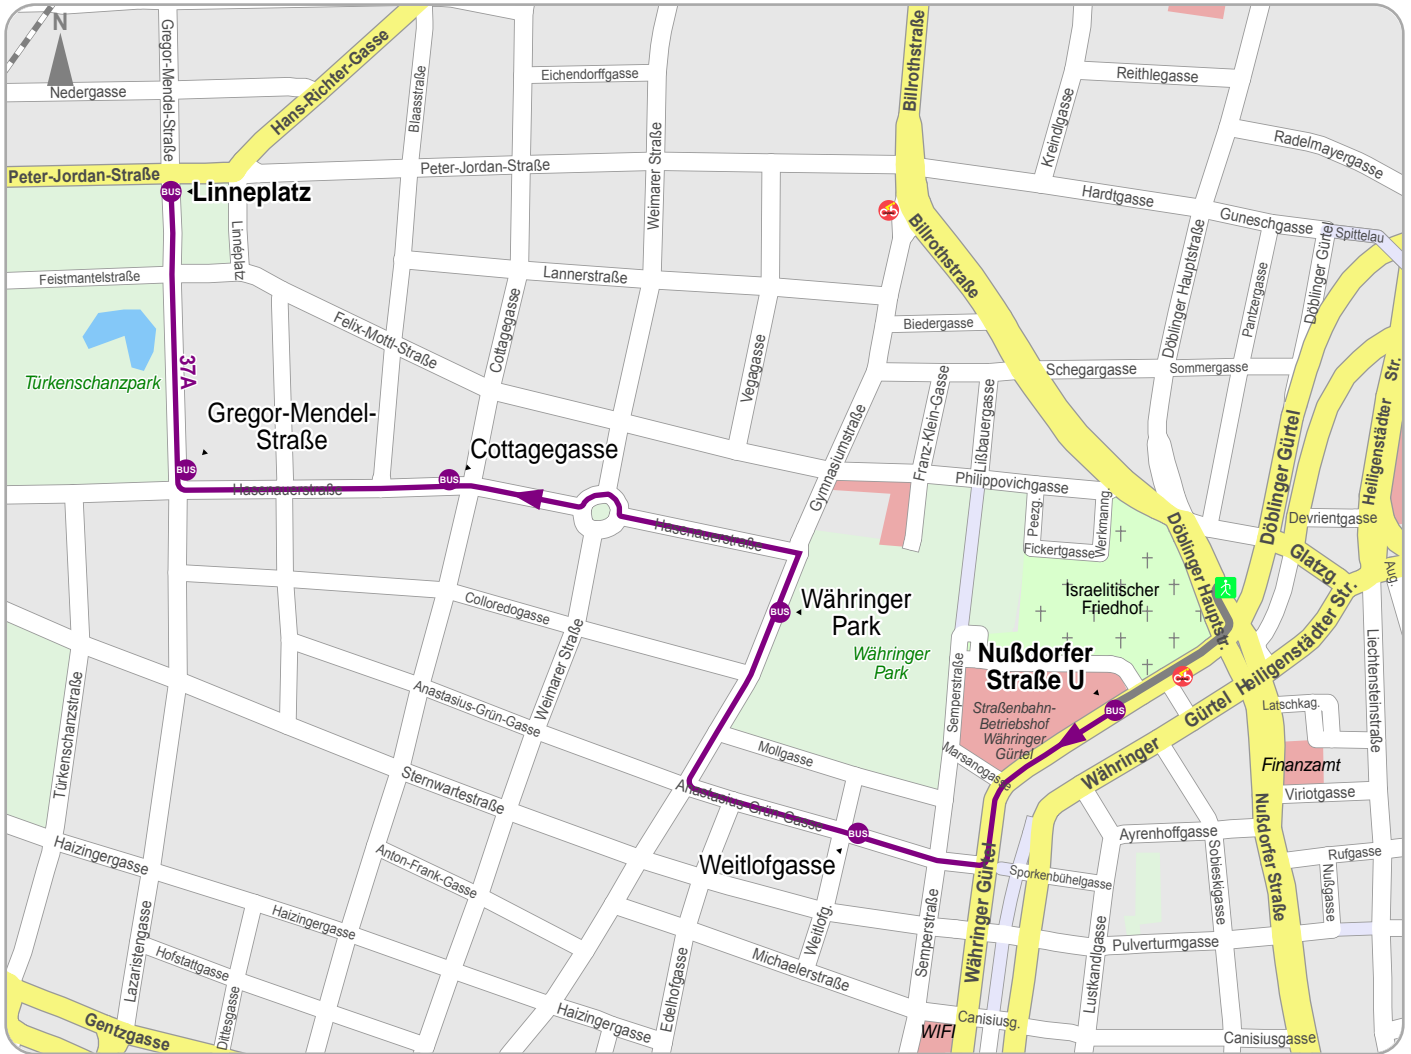 N
Gregor-Mendel-Straße
Hans-Richter-Gasse
Nedergasse
Blaasstraße
Eichendorffgasse
Weimarer Straße
Billrothstraße
Reithlegasse
Kreindlgasse
Radelmayergasse
Peter-Jordan-Straße
Peter-Jordan-Straße
BUS
Linneplatz
Linneplatz
Hardtgasse
Guneschgasse
Spittelau
Billrothstraße
Döblinger Hauptstraße
Pantzergasse
Döblinger Gürtel
Feistmantelstraße
Lannerstraße
Felix-Mottl-Straße
Cottagegasse
Vegagasse
Biedergasse
Schegargasse
Sommergasse
Türkenschanzpark
37A
Gregor-Mendel-
Straße
BUS
Cottagegasse
BUS
Hasenauerstraße
Hasenauerstraße
Gymnasiumstraße
Franz-Klein-Gasse
Lißbauergasse
Philippovichgasse
Peezg.
Werkmanng.
Fickertgasse
Döblinger Hauptstr.
Döblinger Gürtel
Heiligenstädter Str.
Devrientgasse
Glatzg.
Aug.
Israelitischer
Friedhof
Währinger
Park
BUS
Währinger
Park
Colloredogasse
Weimarer Straße
Anastasius-Grün-Gasse
Türkenschanzstraße
Sternwartestraße
Semperstraße
Nußdorfer
Straße U
BUS
Straßenbahn-
Betriebshof
Währinger
Gürtel
Marsanogasse
Mollgasse
Währinger
Gürtel
H
Heiligenstädter Str.
Latschkag.
Liechtensteinstraße
Finanzamt
Viriotgasse
Anastasius-Grün-Gasse
BUS
Weitlofgasse
Haizingergasse
Anton-Frank-Gasse
Haizingergasse
Lazaristengasse
Hofstattgasse
Dittesgasse
Gentzgasse
Haizingergasse
Edelhofgasse
Weitlofg.
Michaelerstraße
Semperstraße
Währinger Gürtel
Währinger Gürtel
Sporkenbühelgasse
Ayrenhoffgasse
Sobieskigasse
Nußdorfer Straße
Rufgasse
Nußgasse
Pulverturmgasse
Lustkandlgasse
Canisiusg.
WIFI
Canisiusgasse